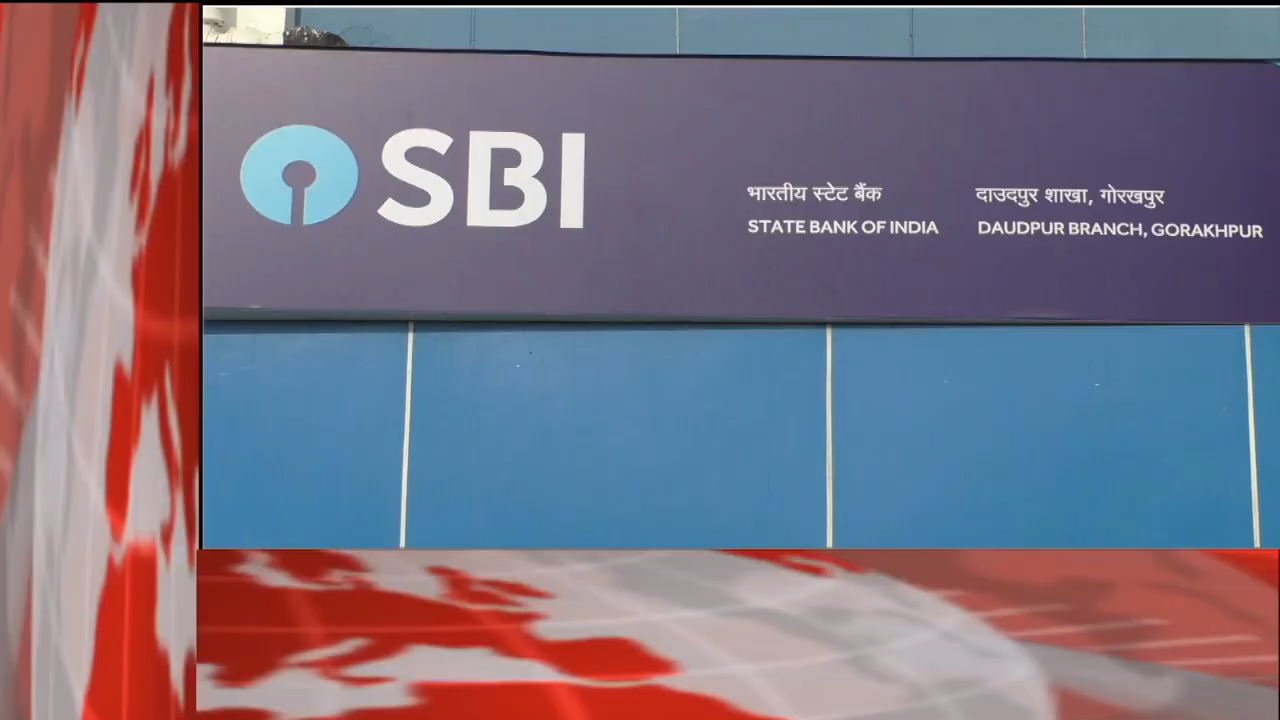 SBI
भारतीय स्टेट बैंक
STATE BANK OF INDIA
दाउदपुर शाखा, गोरखपुर
DAUDPUR BRANCH, GORAKHPUR